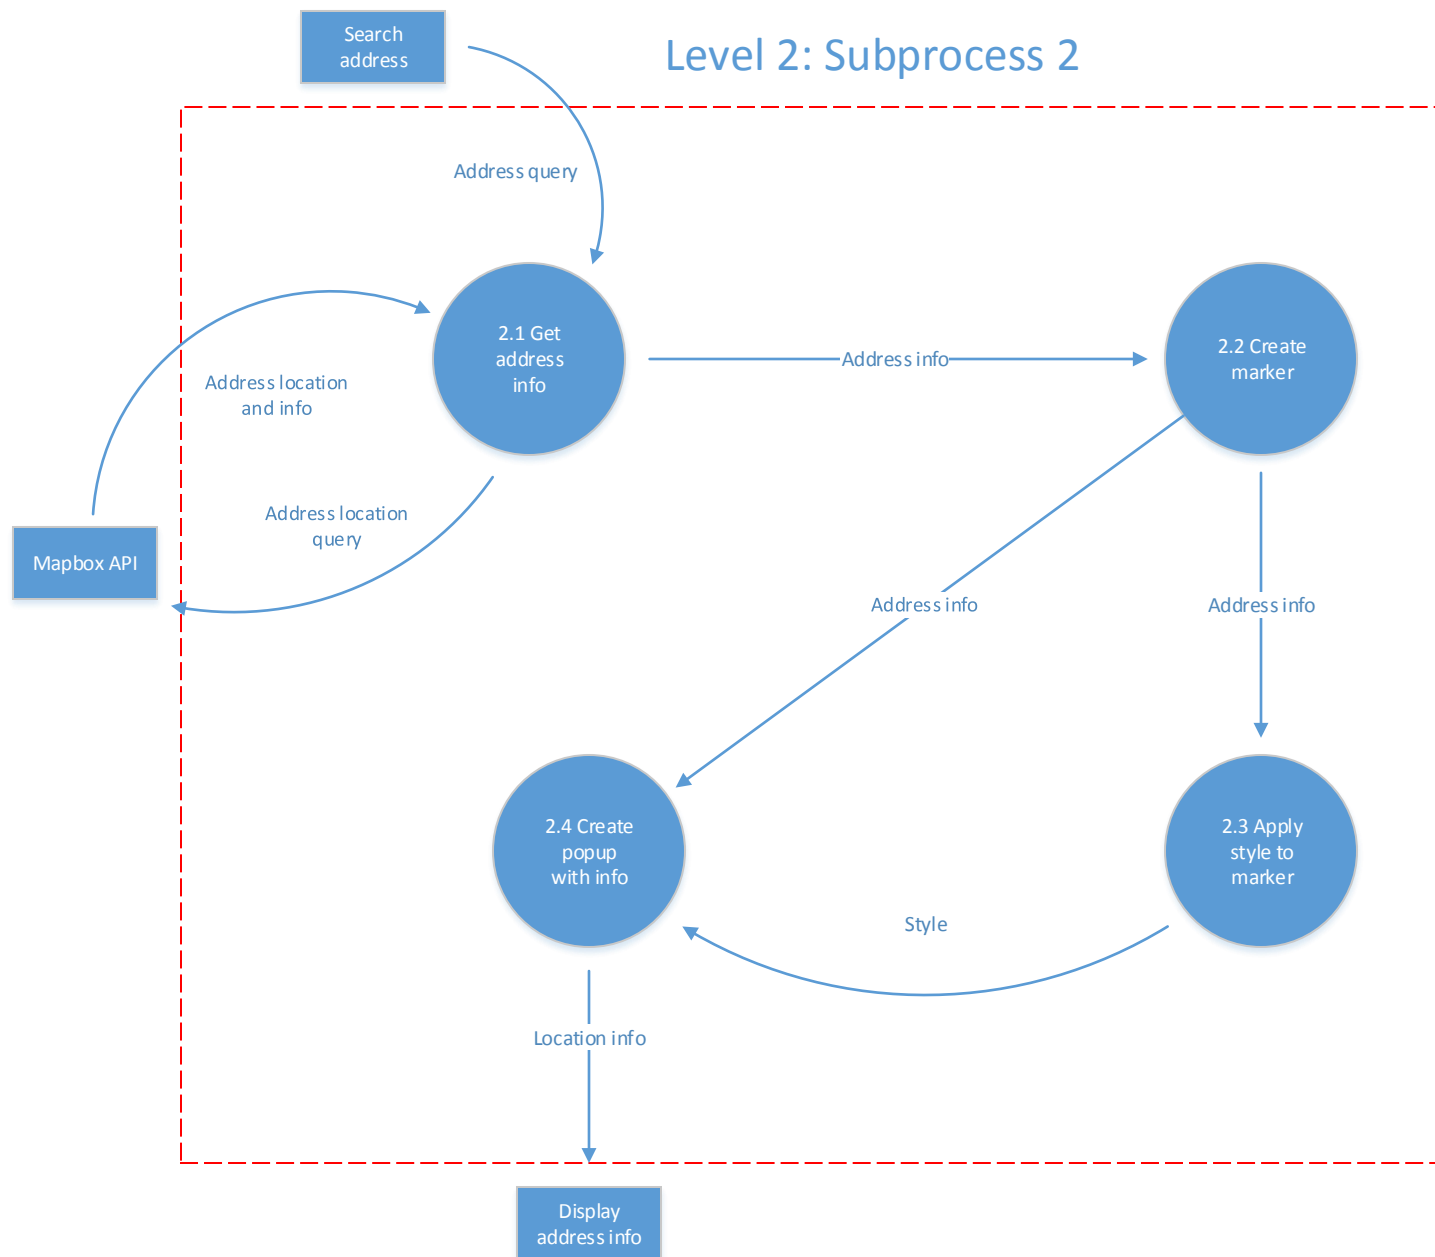 Search
address
Level 2: Subprocess 2
Address query
2.1 Get
address
info
Address info
2.2 Create
marker
Address location
and info
Address location
query
Mapbox API
Address info
Address info
2.4 Create
popup
with info
2.3 Apply
style to
marker
Style
Location info
Display
address info